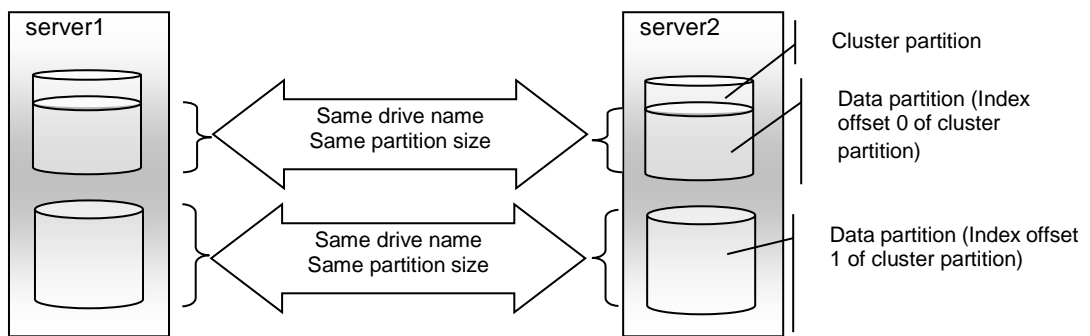 server1
server2
Cluster partition
Same drive name
Same partition size
Data partition (Index
offset 0 of cluster
partition)
Same drive name
Same partition size
Data partition (Index offset
1 of cluster partition)